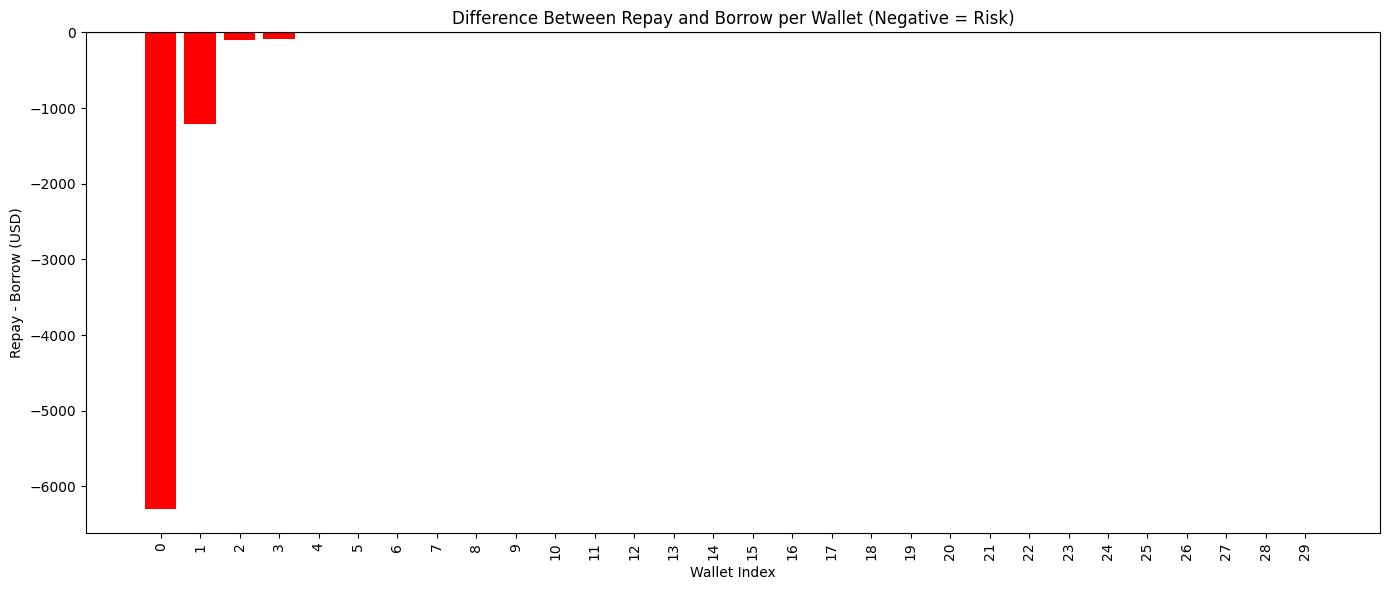 Difference Between Repay and Borrow per Wallet (Negative = Risk)
0
−1000
−2000
−3000
−4000
−5000
−6000
Repay - Borrow (USD)
0 1 2 3 4 5 6 7 8 9 10 11 12 13 14 15 16 17 18 19 20 21 22 23 24 25 26 27 28 29
Wallet Index